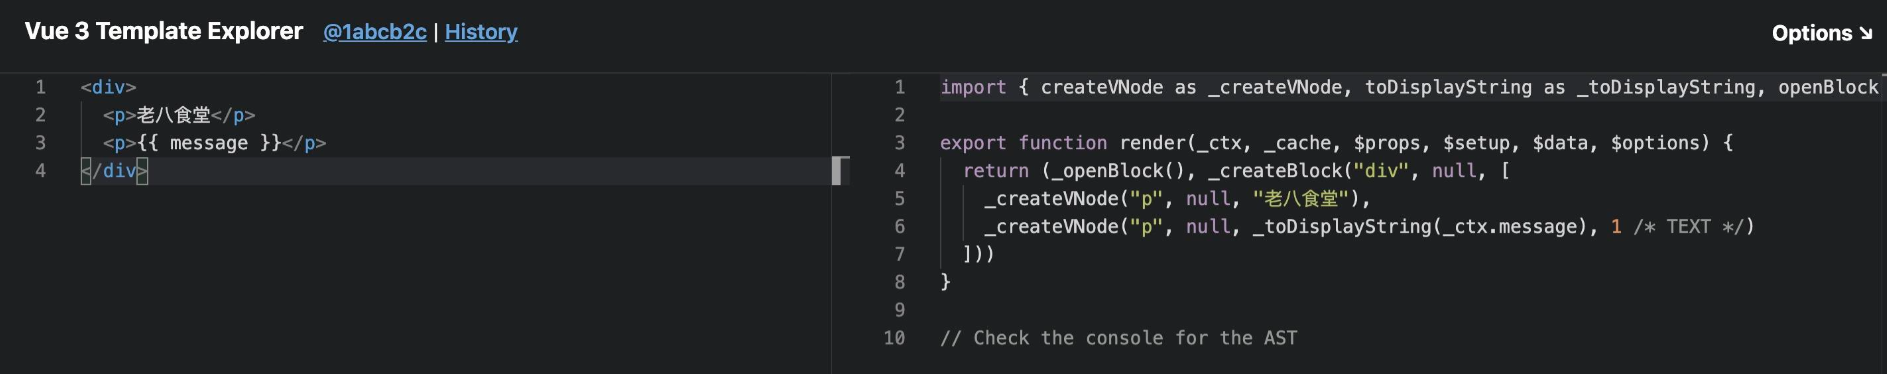 Vue 3 Template Explorer @1abcb2c | History Options ↘
1 <div>
2 <p>老八食堂</p>
3 <p>{{ message }}</p>
4 </div>
1 import { createVNode as _createVNode, toDisplayString as _toDisplayString, openBlock
2
3 export function render(_ctx, _cache, $props, $setup, $data, $options) {
4 return (_openBlock(), _createBlock("div", null, [
5 _createVNode("p", null, "老八食堂"),
6 _createVNode("p", null, _toDisplayString(_ctx.message), 1 /* TEXT */)
7 ]))
8 }
9
10 // Check the console for the AST